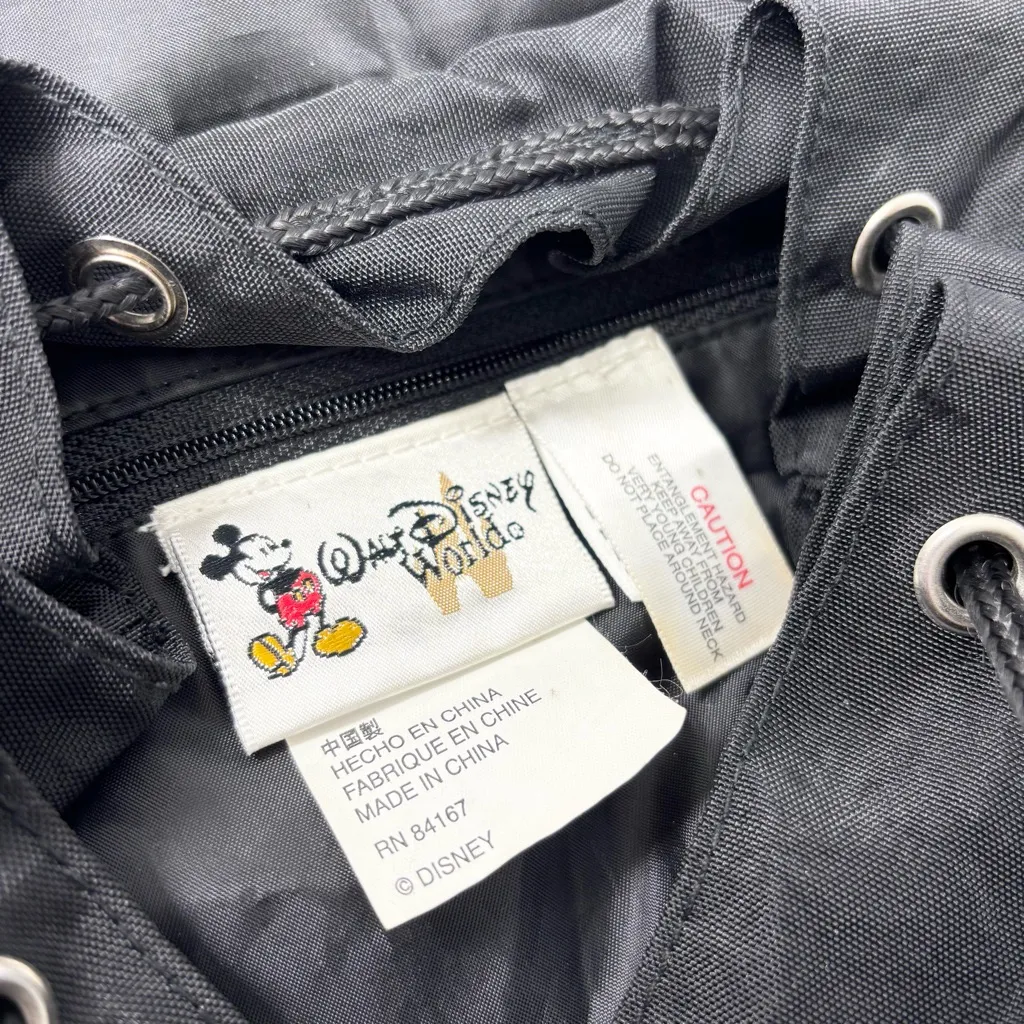 Walt Disney
World
CAUTION
ENTANGLEMENT HAZARD
KEEP AWAY FROM
VERY YOUNG CHILDREN
DO NOT PLACE AROUND NECK
中国製
HECHO EN CHINA
FABRIQUE EN CHINE
MADE IN CHINA
RN 84167
© DISNEY